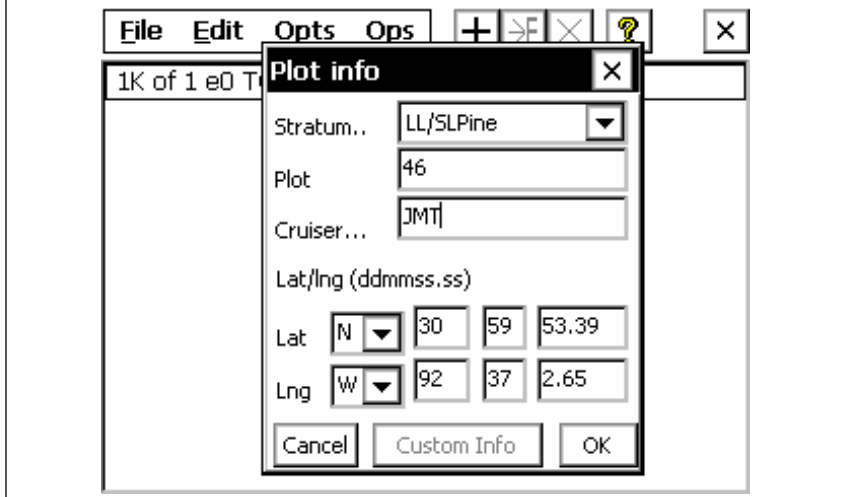 File Edit Opts Ops + →F × ? ×
Plot info ×
1K of 1 e0 T
Stratum.. LL/SLPine
Plot 46
Cruiser... JMT
Lat/lng (ddmmss.ss)
Lat N 30 59 53.39
Lng W 92 37 2.65
Cancel Custom Info OK